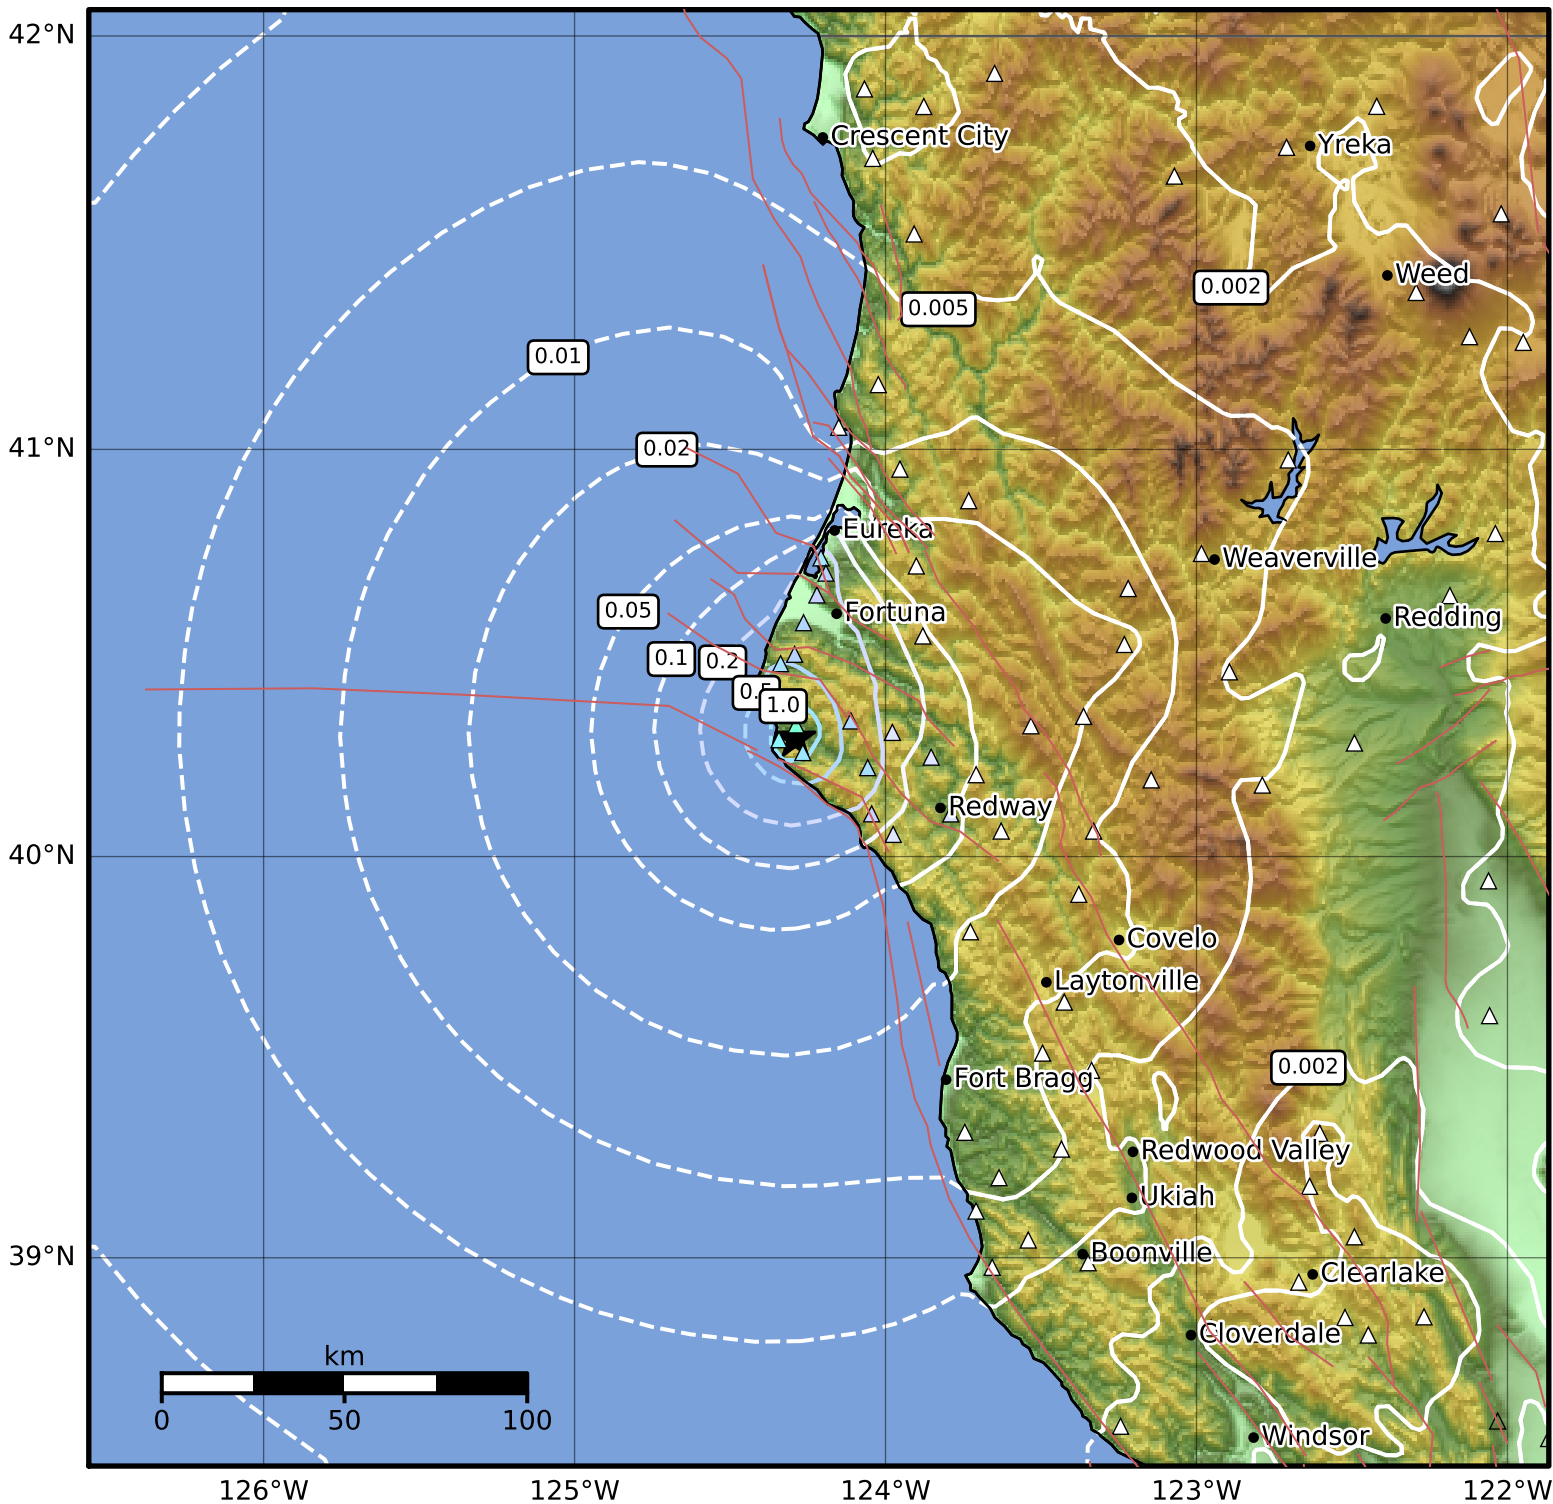 42°N
Crescent City
Yreka
Weed
0.002
0.005
0.01
41°N
0.02
Eureka
Weaverville
0.05
Fortuna
Redding
0.1
0.2
0.
1.0
Redway
40°N
Covelo
Laytonville
0.002
Fort Bragg
Redwood Valley
Ukiah
39°N
Boonville
Clearlake
Cloverdale
km
0 50 100
Windsor
126°W 125°W 124°W 123°W 122°W